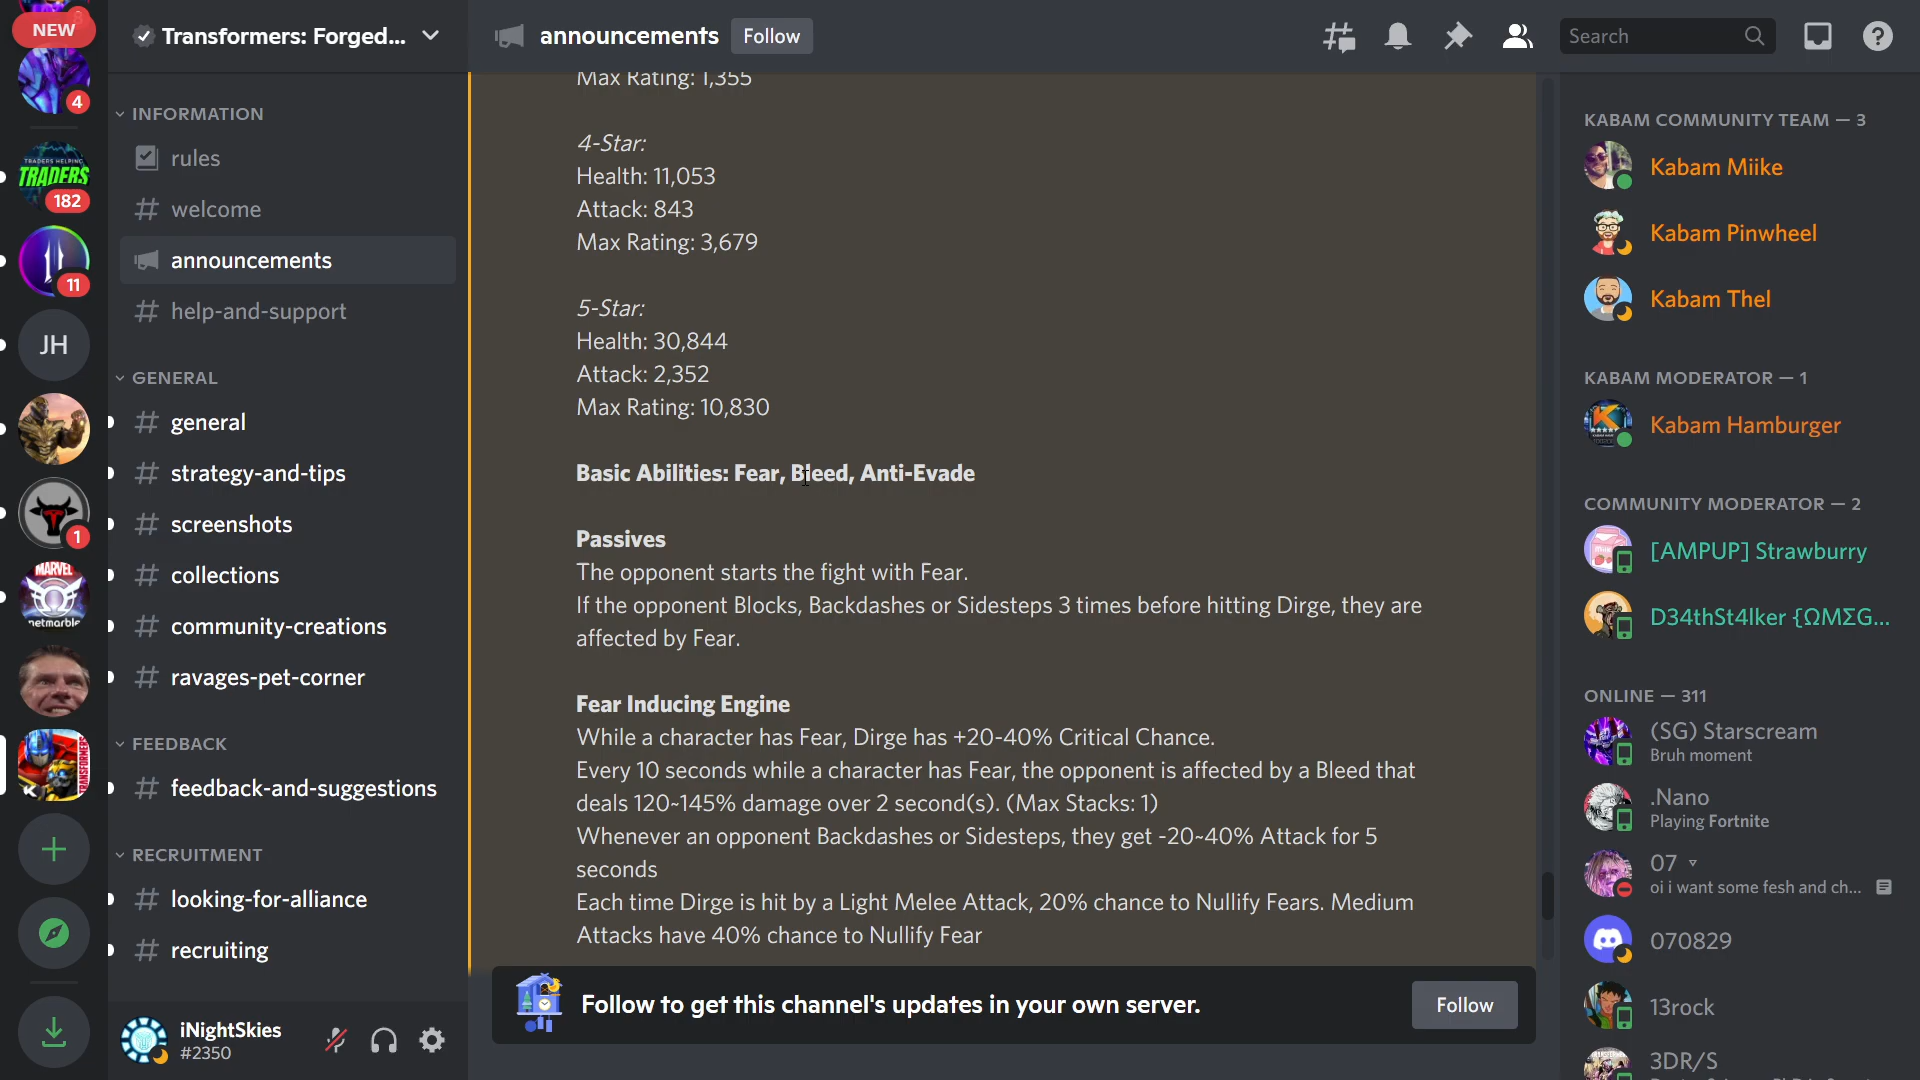 NEW
8
4
TRADERS HELPING
TRADERS
182
11
JH
1
MARVEL
netmarble
TRANSFORMERS
Transformers: Forged...
INFORMATION
rules
welcome
announcements
help-and-support
GENERAL
general
strategy-and-tips
screenshots
collections
community-creations
ravages-pet-corner
FEEDBACK
feedback-and-suggestions
RECRUITMENT
looking-for-alliance
recruiting
iNightSkies
#2350
announcements
Follow
Search
Max Rating: 1,355
4-Star:
Health: 11,053
Attack: 843
Max Rating: 3,679
5-Star:
Health: 30,844
Attack: 2,352
Max Rating: 10,830
Basic Abilities: Fear, Bleed, Anti-Evade
Passives
The opponent starts the fight with Fear.
If the opponent Blocks, Backdashes or Sidesteps 3 times before hitting Dirge, they are
affected by Fear.
Fear Inducing Engine
While a character has Fear, Dirge has +20-40% Critical Chance.
Every 10 seconds while a character has Fear, the opponent is affected by a Bleed that
deals 120~145% damage over 2 second(s). (Max Stacks: 1)
Whenever an opponent Backdashes or Sidesteps, they get -20~40% Attack for 5
seconds
Each time Dirge is hit by a Light Melee Attack, 20% chance to Nullify Fears. Medium
Attacks have 40% chance to Nullify Fear
Follow to get this channel's updates in your own server.
Follow
KABAM COMMUNITY TEAM — 3
Kabam Miike
Kabam Pinwheel
Kabam Thel
KABAM MODERATOR — 1
Kabam Hamburger
COMMUNITY MODERATOR — 2
[AMPUP] Strawburry
D34thSt4lker {ΩMΣG...
ONLINE — 311
(SG) Starscream
Bruh moment
.Nano
Playing Fortnite
07
oi i want some fesh and ch...
070829
13rock
3DR/S